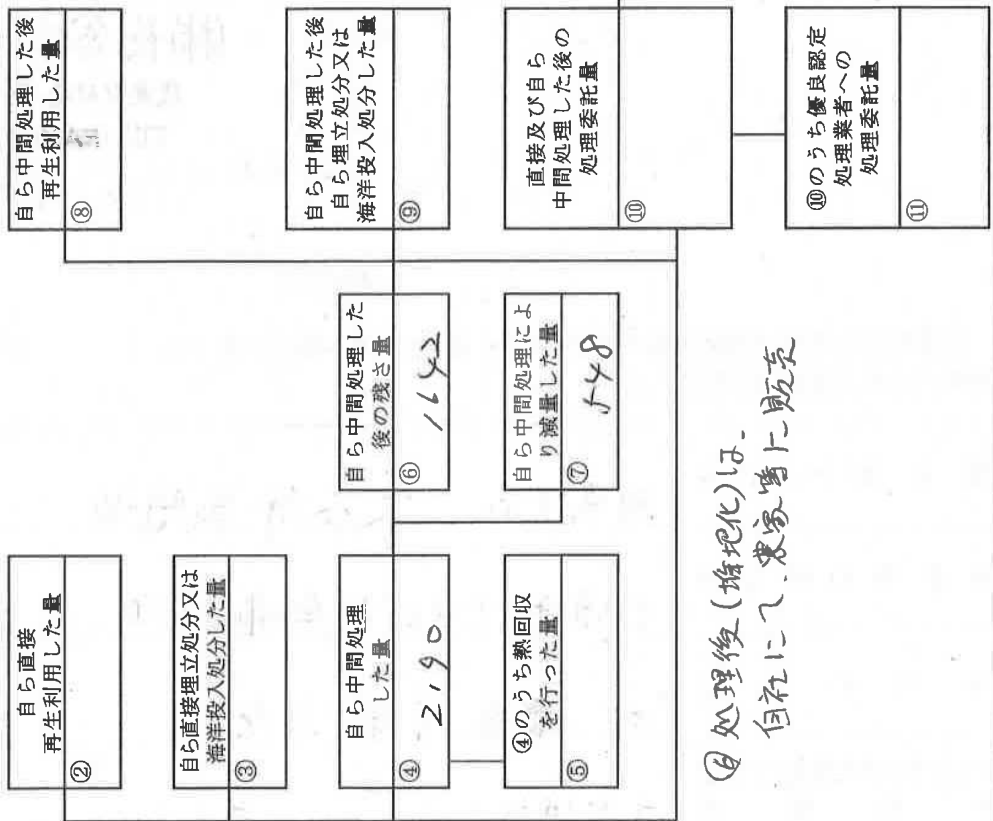 自ら直接
再生利用した量
②
自ら直接埋立処分又は
海洋投入処分した量
③
自ら中間処理
した量
④
2,190
④のうち熱回収
を行った量
⑤
自ら中間処理した
後の残さ量
⑥
1642
自ら中間処理によ
り減量した量
⑦
548
自ら中間処理した後
再生利用した量
⑧
自ら中間処理した後
自ら埋立処分又は
海洋投入処分した量
⑨
直接及び自ら
中間処理した後の
処理委託量
⑩
⑩のうち優良認定
処理業者への
処理委託量
⑪
⑥ 処理後(堆肥化)は、
自社にて、農家等に販売